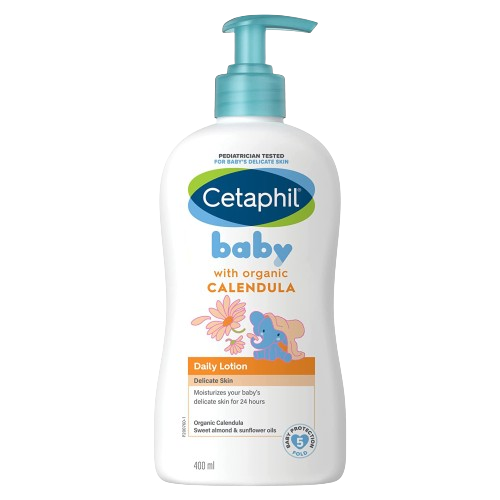 PEDIATRICIAN TESTED
FOR BABY'S DELICATE SKIN
Cetaphil®
baby
with organic
CALENDULA
Daily Lotion
Delicate Skin
Moisturizes your baby's
delicate skin for 24 hours
Organic Calendula
Sweet almond & sunflower oils
BABY PROTECTION
5
FOLD
400 ml